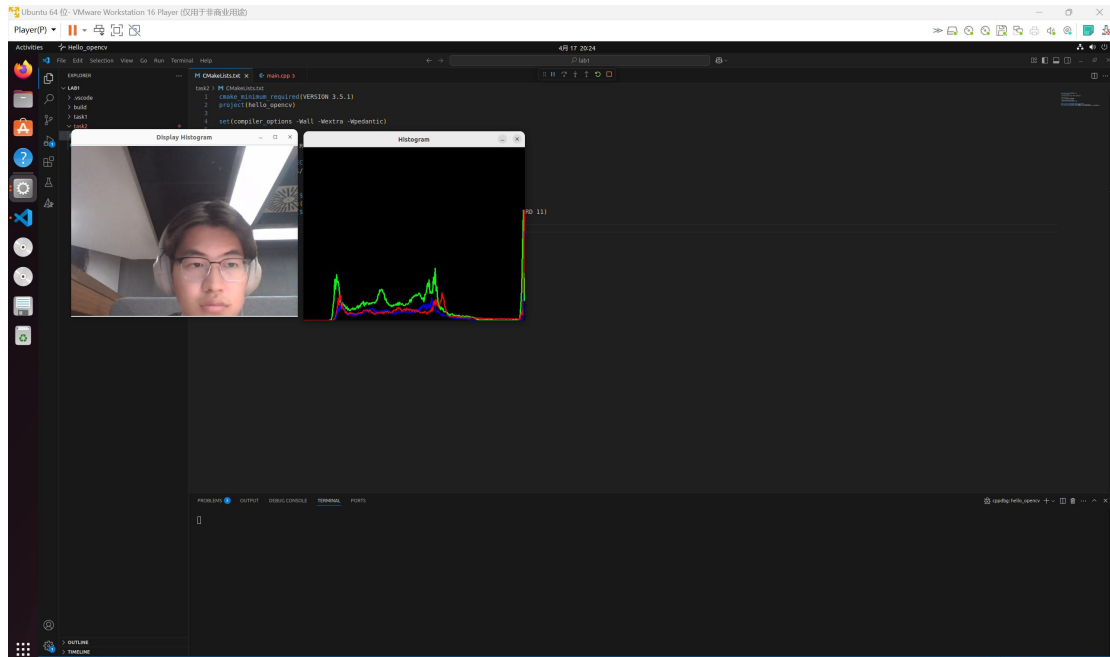 Ubuntu 64 位- VMware Workstation 16 Player (仅用于非商业用途)
Player(P)
Activities
Hello_opencv
4月 17 20:24
File Edit Selection View Go Run Terminal Help
lab1
EXPLORER
CMakeLists.txt
main.cpp 3
LAB1
task2 > M CMakeLists.txt
.vscode
1 cmake_minimum_required(VERSION 3.5.1)
build
2 project(hello_opencv)
task1
3
task2
4 set(compiler_options -Wall -Wextra -Wpedantic)
Display Histogram
Histogram
RD 11)
PROBLEMS OUTPUT DEBUG CONSOLE TERMINAL PORTS
cppdbg: hello_opencv
OUTLINE
TIMELINE